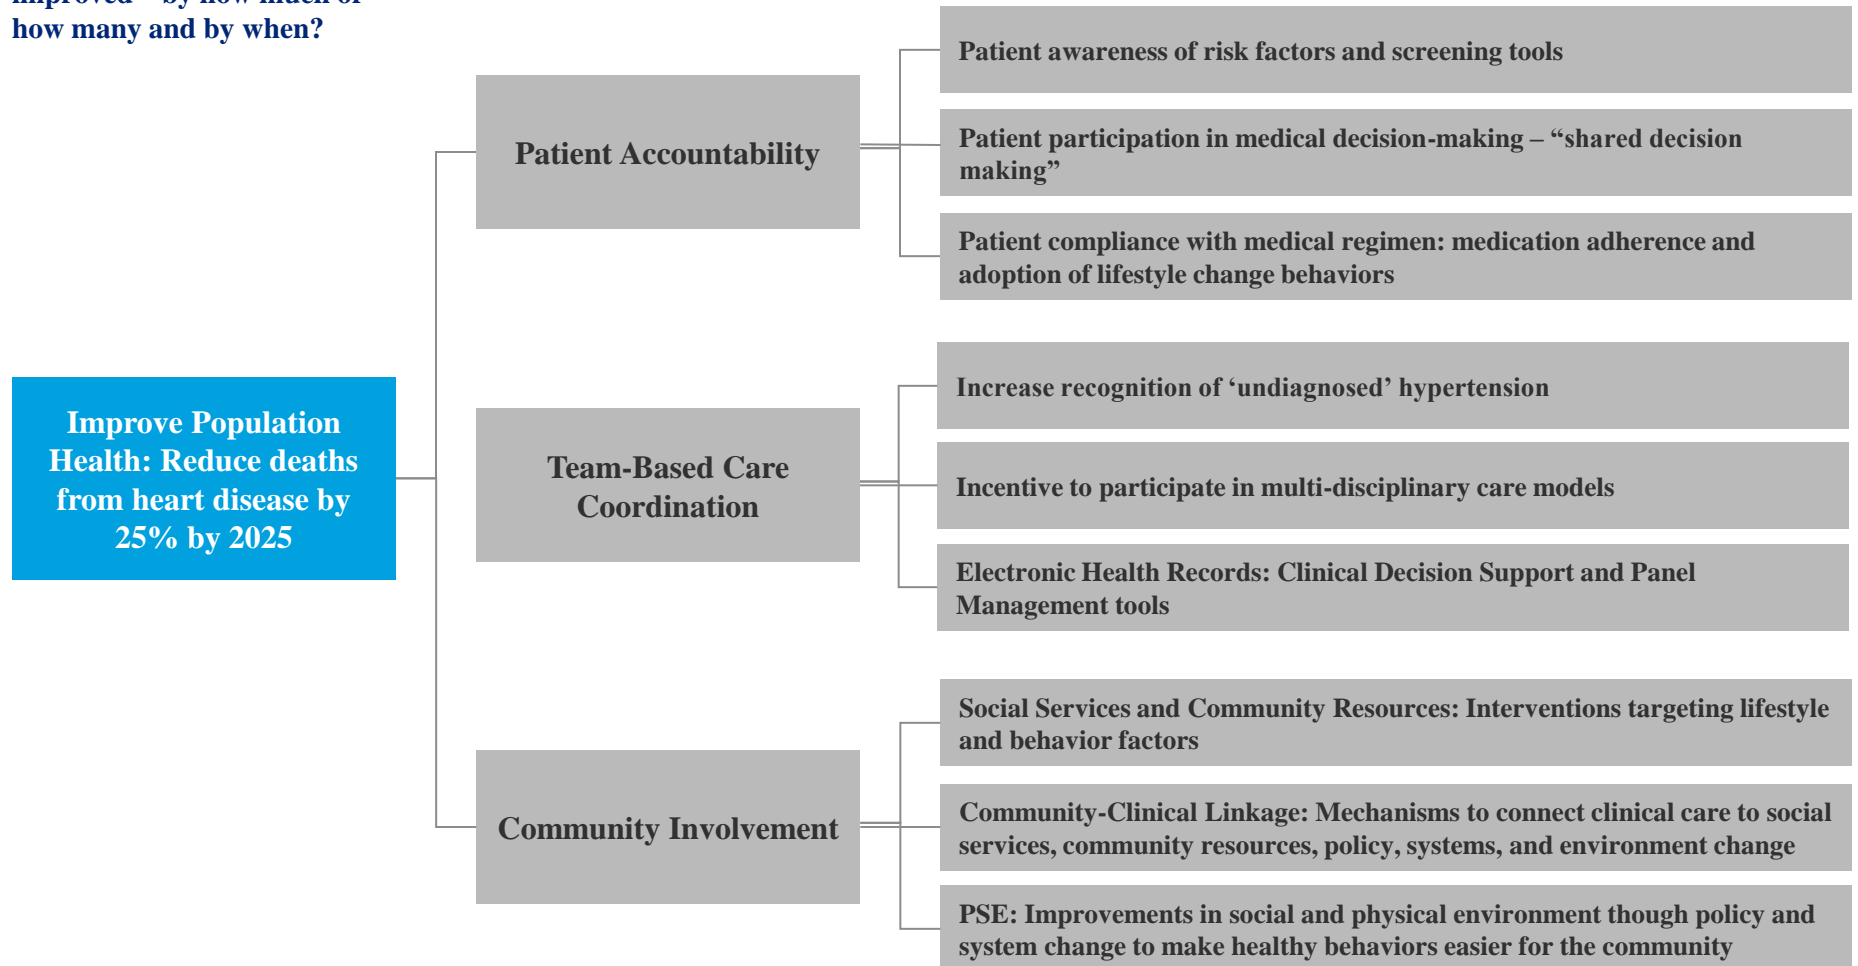 how many and by when?
Patient awareness of risk factors and screening tools
Patient Accountability
Patient participation in medical decision-making – “shared decision
making”
Patient compliance with medical regimen: medication adherence and
adoption of lifestyle change behaviors
Improve Population
Health: Reduce deaths
from heart disease by
25% by 2025
Increase recognition of ‘undiagnosed’ hypertension
Team-Based Care
Coordination
Incentive to participate in multi-disciplinary care models
Electronic Health Records: Clinical Decision Support and Panel
Management tools
Social Services and Community Resources: Interventions targeting lifestyle
and behavior factors
Community Involvement
Community-Clinical Linkage: Mechanisms to connect clinical care to social
services, community resources, policy, systems, and environment change
PSE: Improvements in social and physical environment though policy and
system change to make healthy behaviors easier for the community